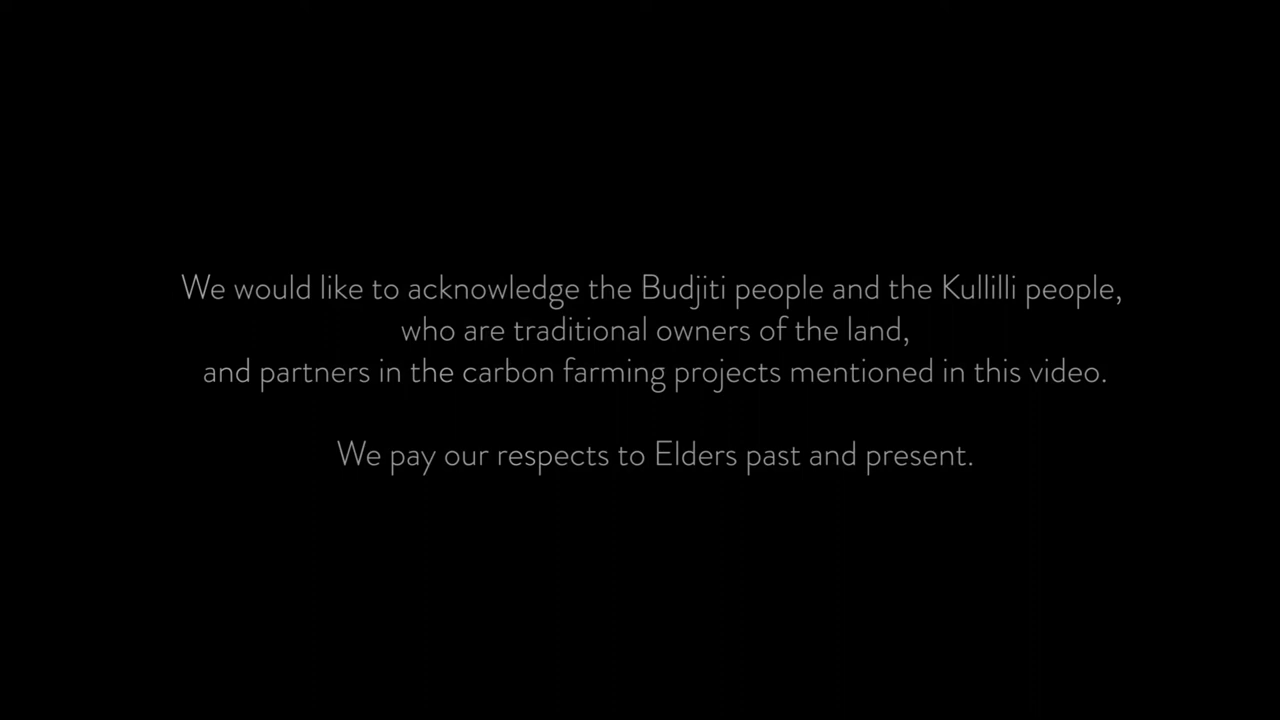 We would like to acknowledge the Budjiti people and the Kullilli people,
who are traditional owners of the land,
and partners in the carbon farming projects mentioned in this video.
We pay our respects to Elders past and present.